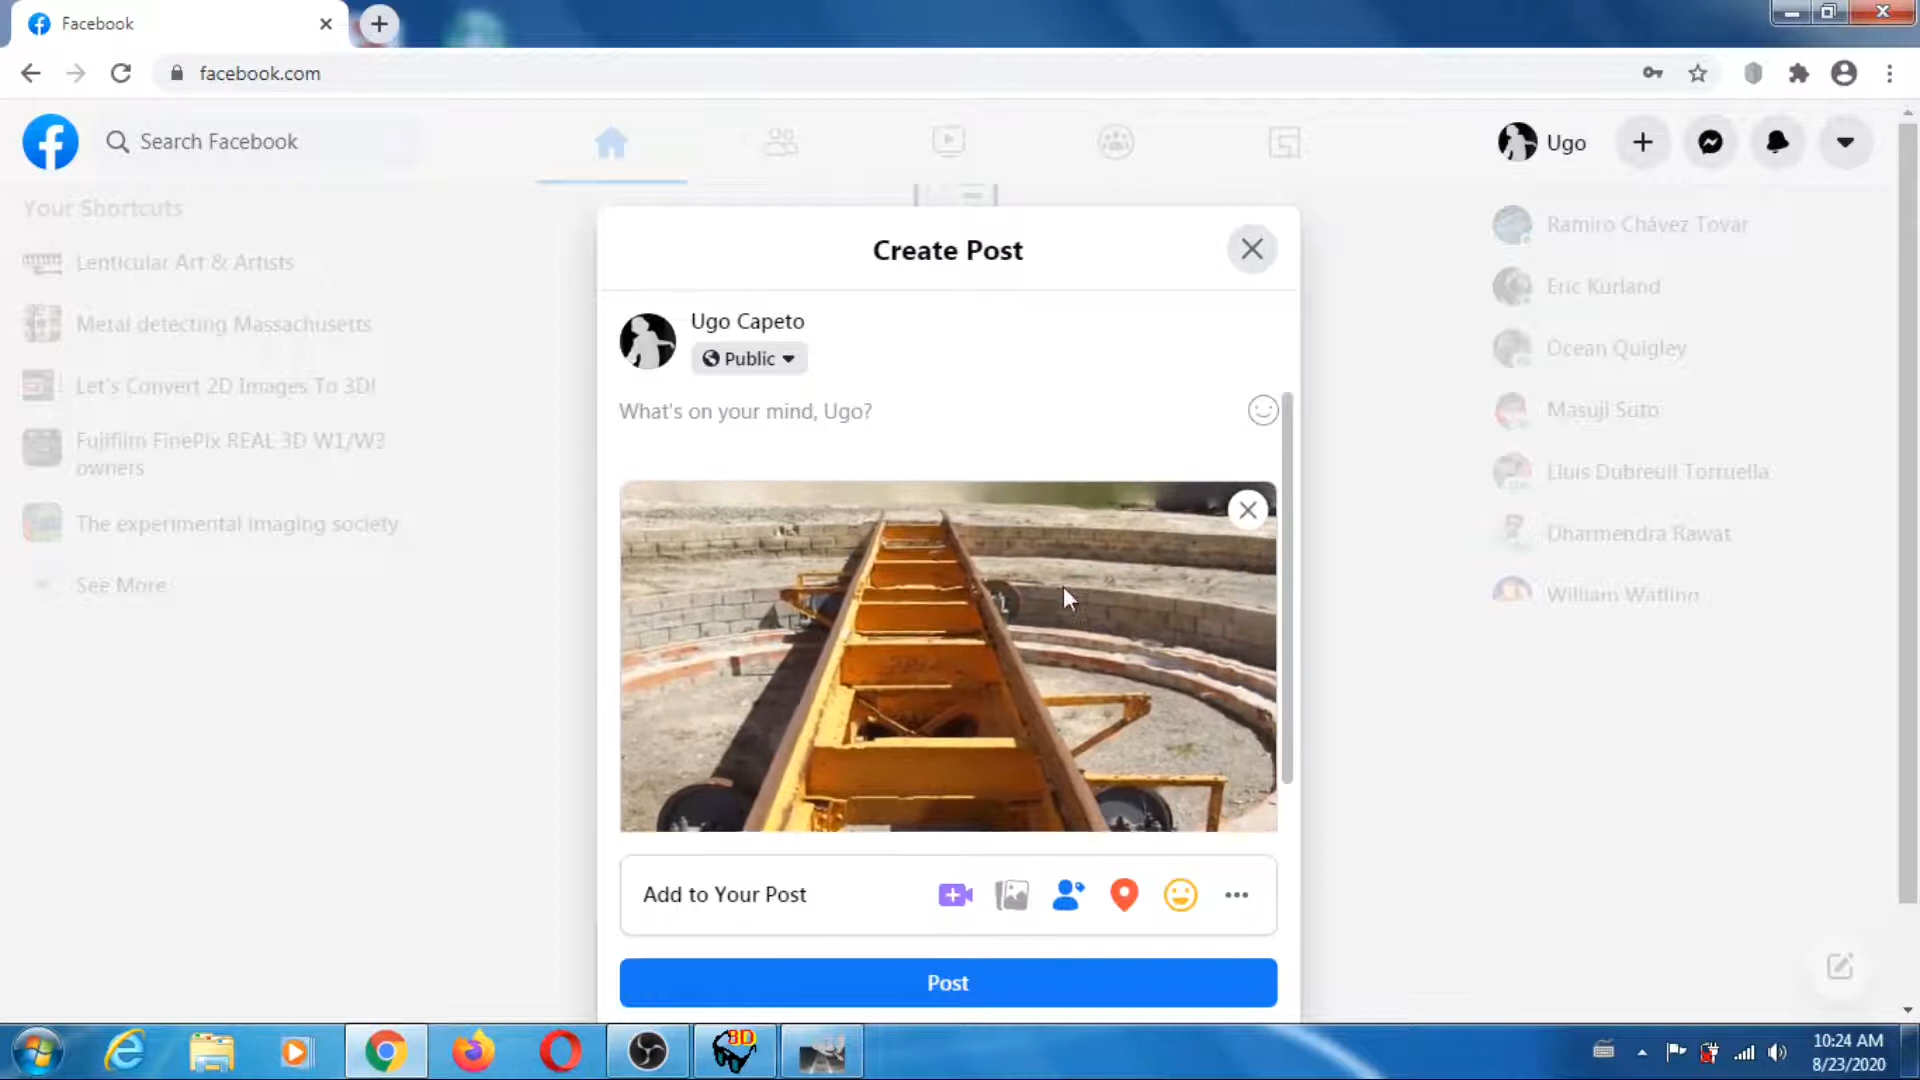 Facebook
facebook.com
Search Facebook
Ugo
Your Shortcuts
Lenticular Art & Artists
Metal detecting Massachusetts
Let's Convert 2D Images To 3D!
Fujifilm FinePix REAL 3D W1/W3
owners
The experimental imaging society
See More
Create Post
Ugo Capeto
Public
What's on your mind, Ugo?
Add to Your Post
Post
Ramiro Chávez Tovar
Eric Kurland
Ocean Quigley
Masuji Suto
Lluis Dubreuil Torruella
Dharmendra Rawat
William Watling
3D
10:24 AM
8/23/2020